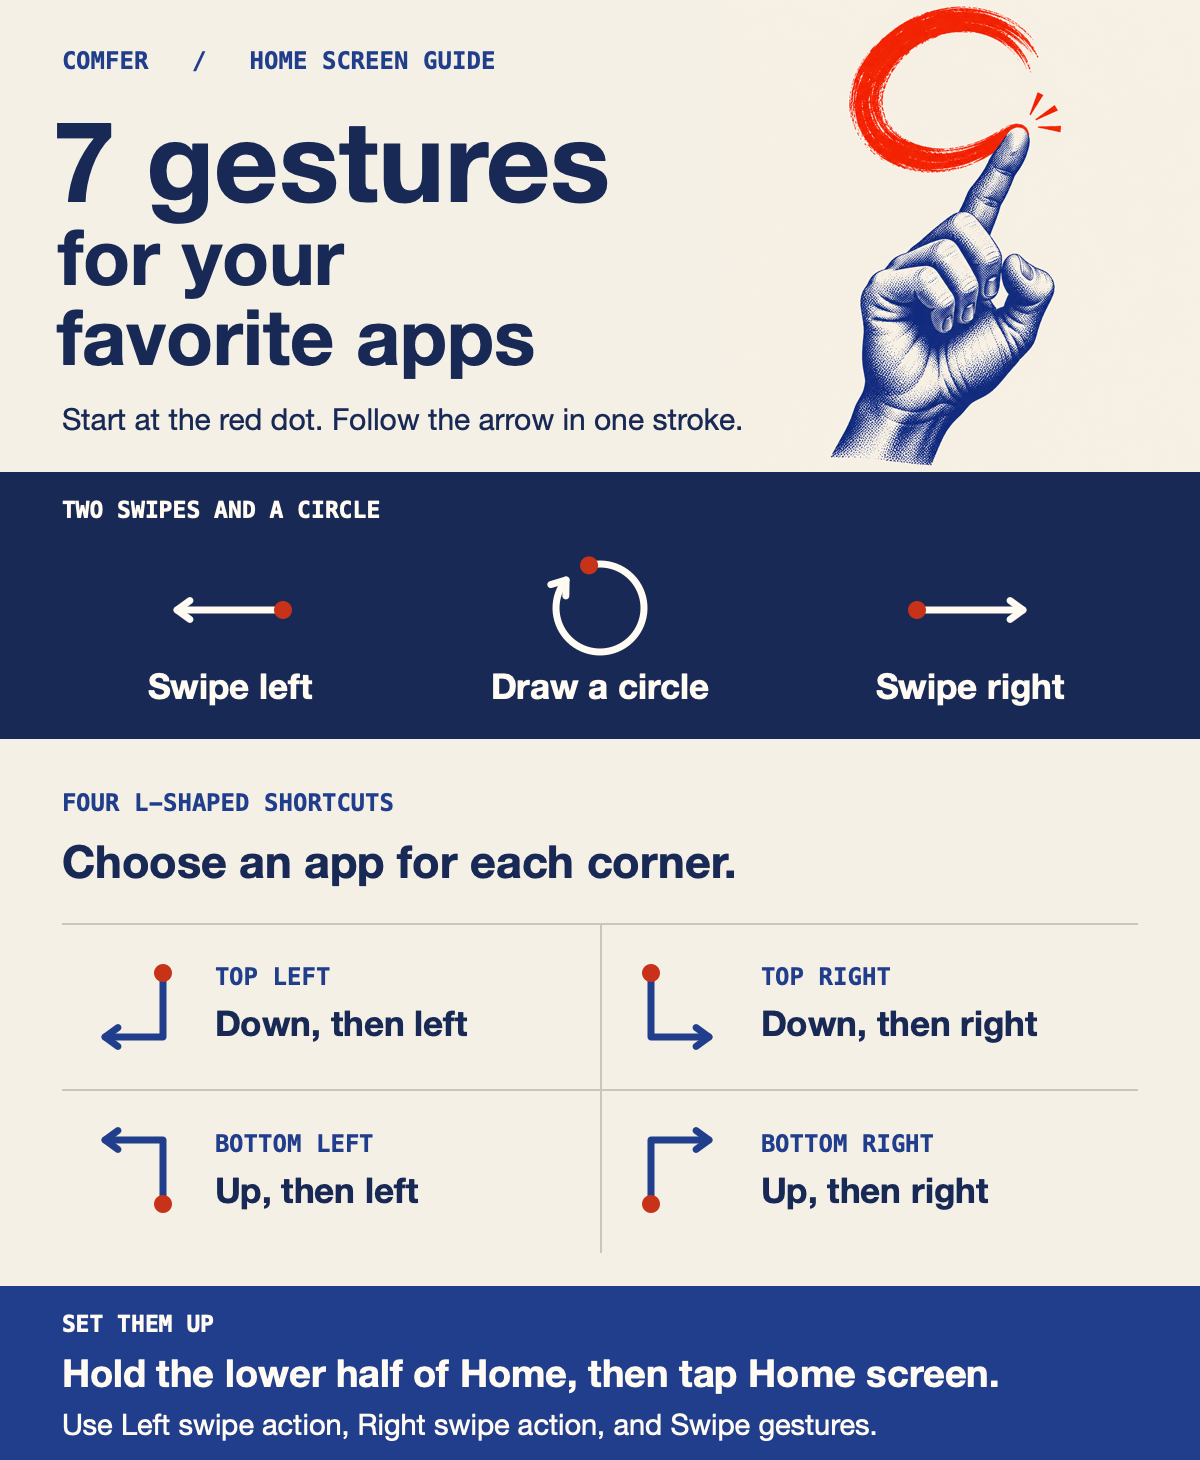 COMFER / HOME SCREEN GUIDE
7 gestures
for your
favorite apps
Start at the red dot. Follow the arrow in one stroke.
TWO SWIPES AND A CIRCLE
Swipe left
Draw a circle
Swipe right
FOUR L–SHAPED SHORTCUTS
Choose an app for each corner.
TOP LEFT
Down, then left
TOP RIGHT
Down, then right
BOTTOM LEFT
Up, then left
BOTTOM RIGHT
Up, then right
SET THEM UP
Hold the lower half of Home, then tap Home screen.
Use Left swipe action, Right swipe action, and Swipe gestures.